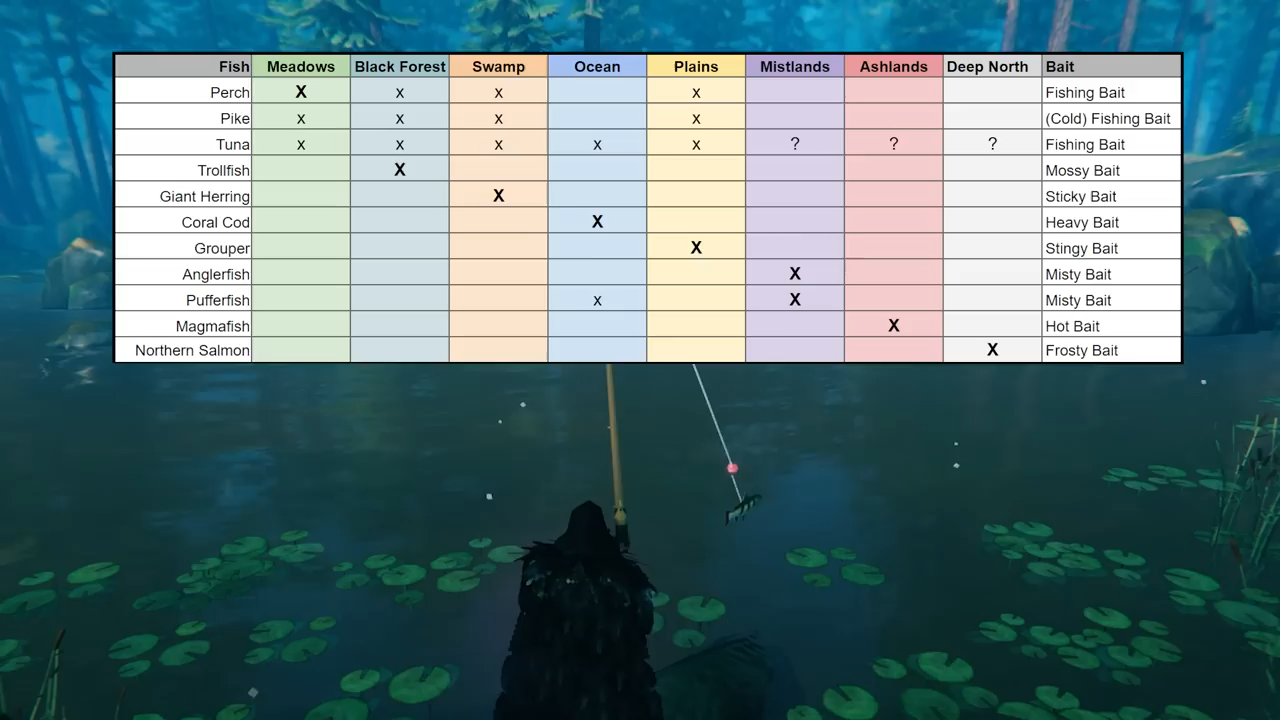 Fish Meadows Black Forest Swamp Ocean Plains Mistlands Ashlands Deep North Bait
Perch X x x x Fishing Bait
Pike x x x x (Cold) Fishing Bait
Tuna x x x x x ? ? ? Fishing Bait
Trollfish X Mossy Bait
Giant Herring X Sticky Bait
Coral Cod X Heavy Bait
Grouper X Stingy Bait
Anglerfish X Misty Bait
Pufferfish x X Misty Bait
Magmafish X Hot Bait
Northern Salmon X Frosty Bait